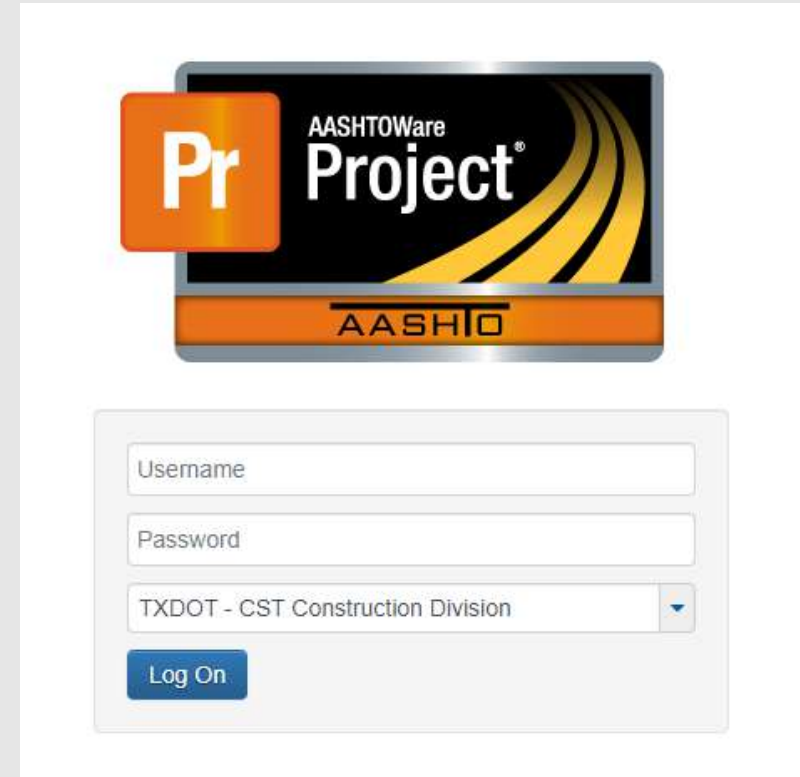 Pr
AASHTOWare
Project®
AASHTO
Username
Password
TXDOT - CST Construction Division
Log On